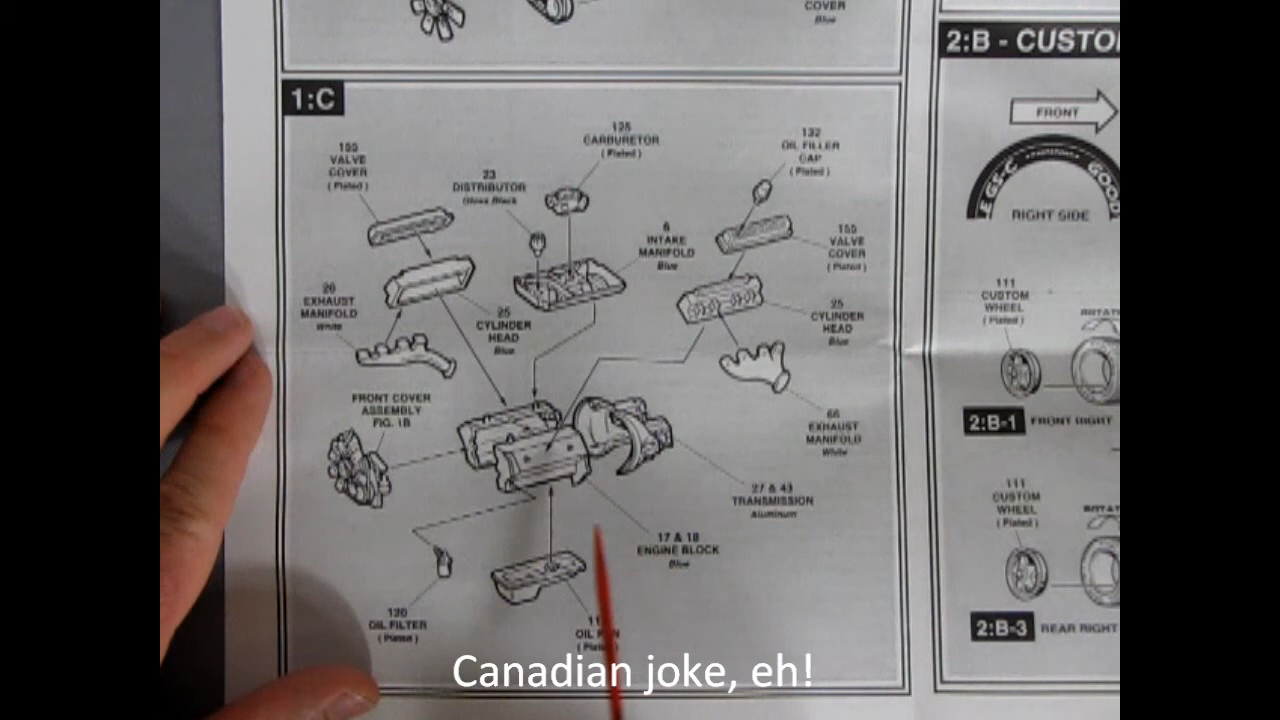 COVER
Blue
2:B - CUSTO
1:C
FRONT
125
CARBURETOR
( Plated )
132
OIL FILLER
CAP
( Plated )
155
VALVE
COVER
( Plated )
23
DISTRIBUTOR
Gloss Black
6
INTAKE
MANIFOLD
Blue
155
VALVE
COVER
( Plated )
RIGHT SIDE
20
EXHAUST
MANIFOLD
White
25
CYLINDER
HEAD
Blue
25
CYLINDER
HEAD
Blue
111
CUSTOM
WHEEL
( Plated )
FRONT COVER
ASSEMBLY
FIG. 1B
66
EXHAUST
MANIFOLD
White
2:B-1 FRONT RIGHT
27 & 43
TRANSMISSION
Aluminum
111
CUSTOM
WHEEL
( Plated )
17 & 18
ENGINE BLOCK
Blue
120
OIL FILTER
( Plated )
OIL
2:B-3 REAR RIGHT
Canadian joke, eh!